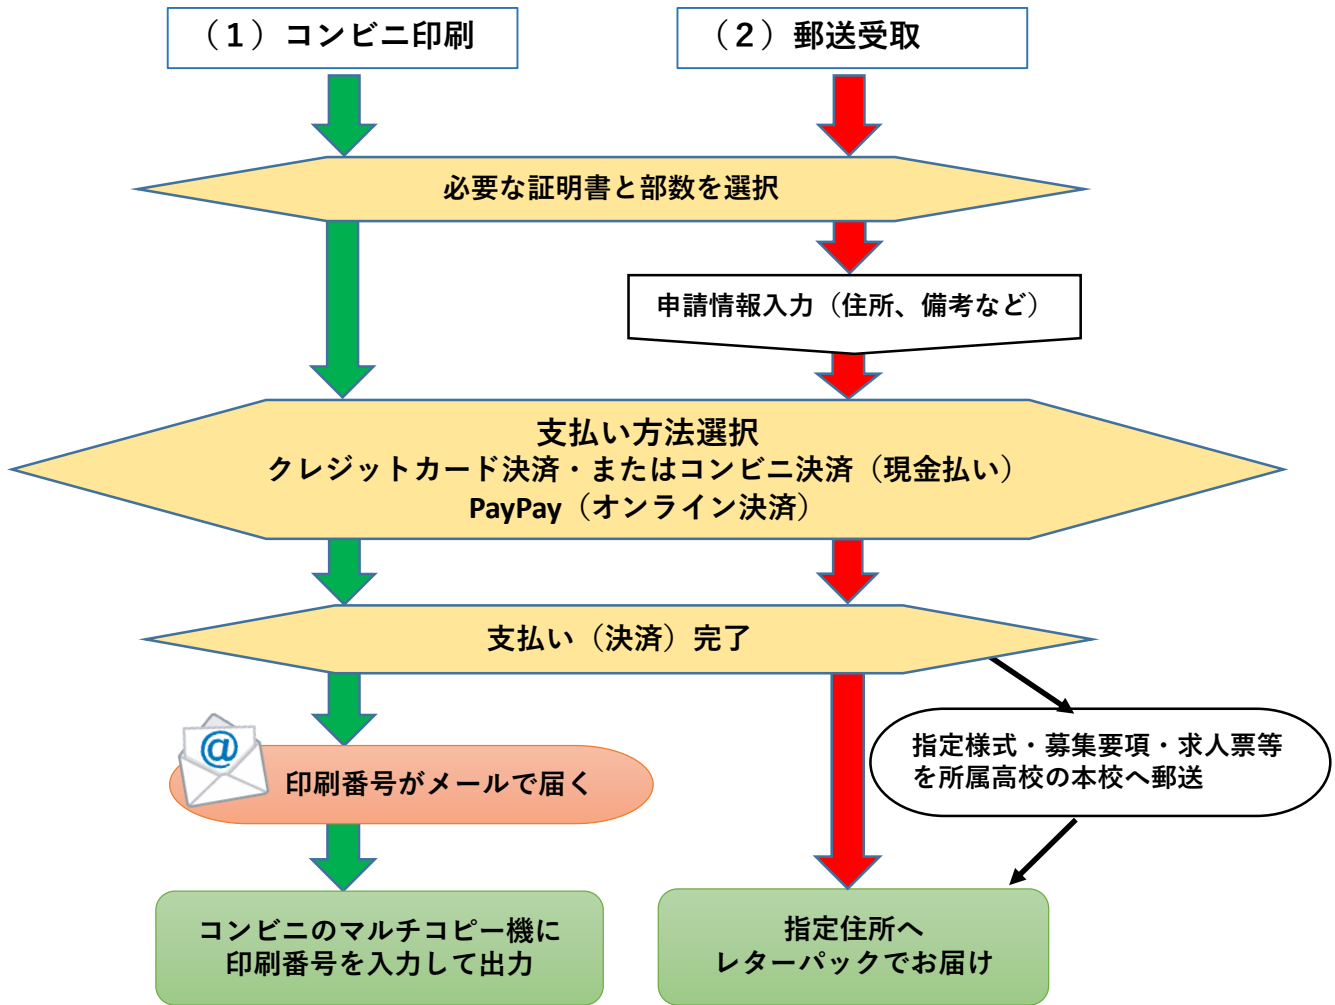 （１）コンビニ印刷
（２）郵送受取
必要な証明書と部数を選択
申請情報入力（住所、備考など）
支払い方法選択
クレジットカード決済・またはコンビニ決済（現金払い）
PayPay（オンライン決済）
支払い（決済）完了
@
印刷番号がメールで届く
指定様式・募集要項・求人票等
を所属高校の本校へ郵送
コンビニのマルチコピー機に
印刷番号を入力して出力
指定住所へ
レターパックでお届け